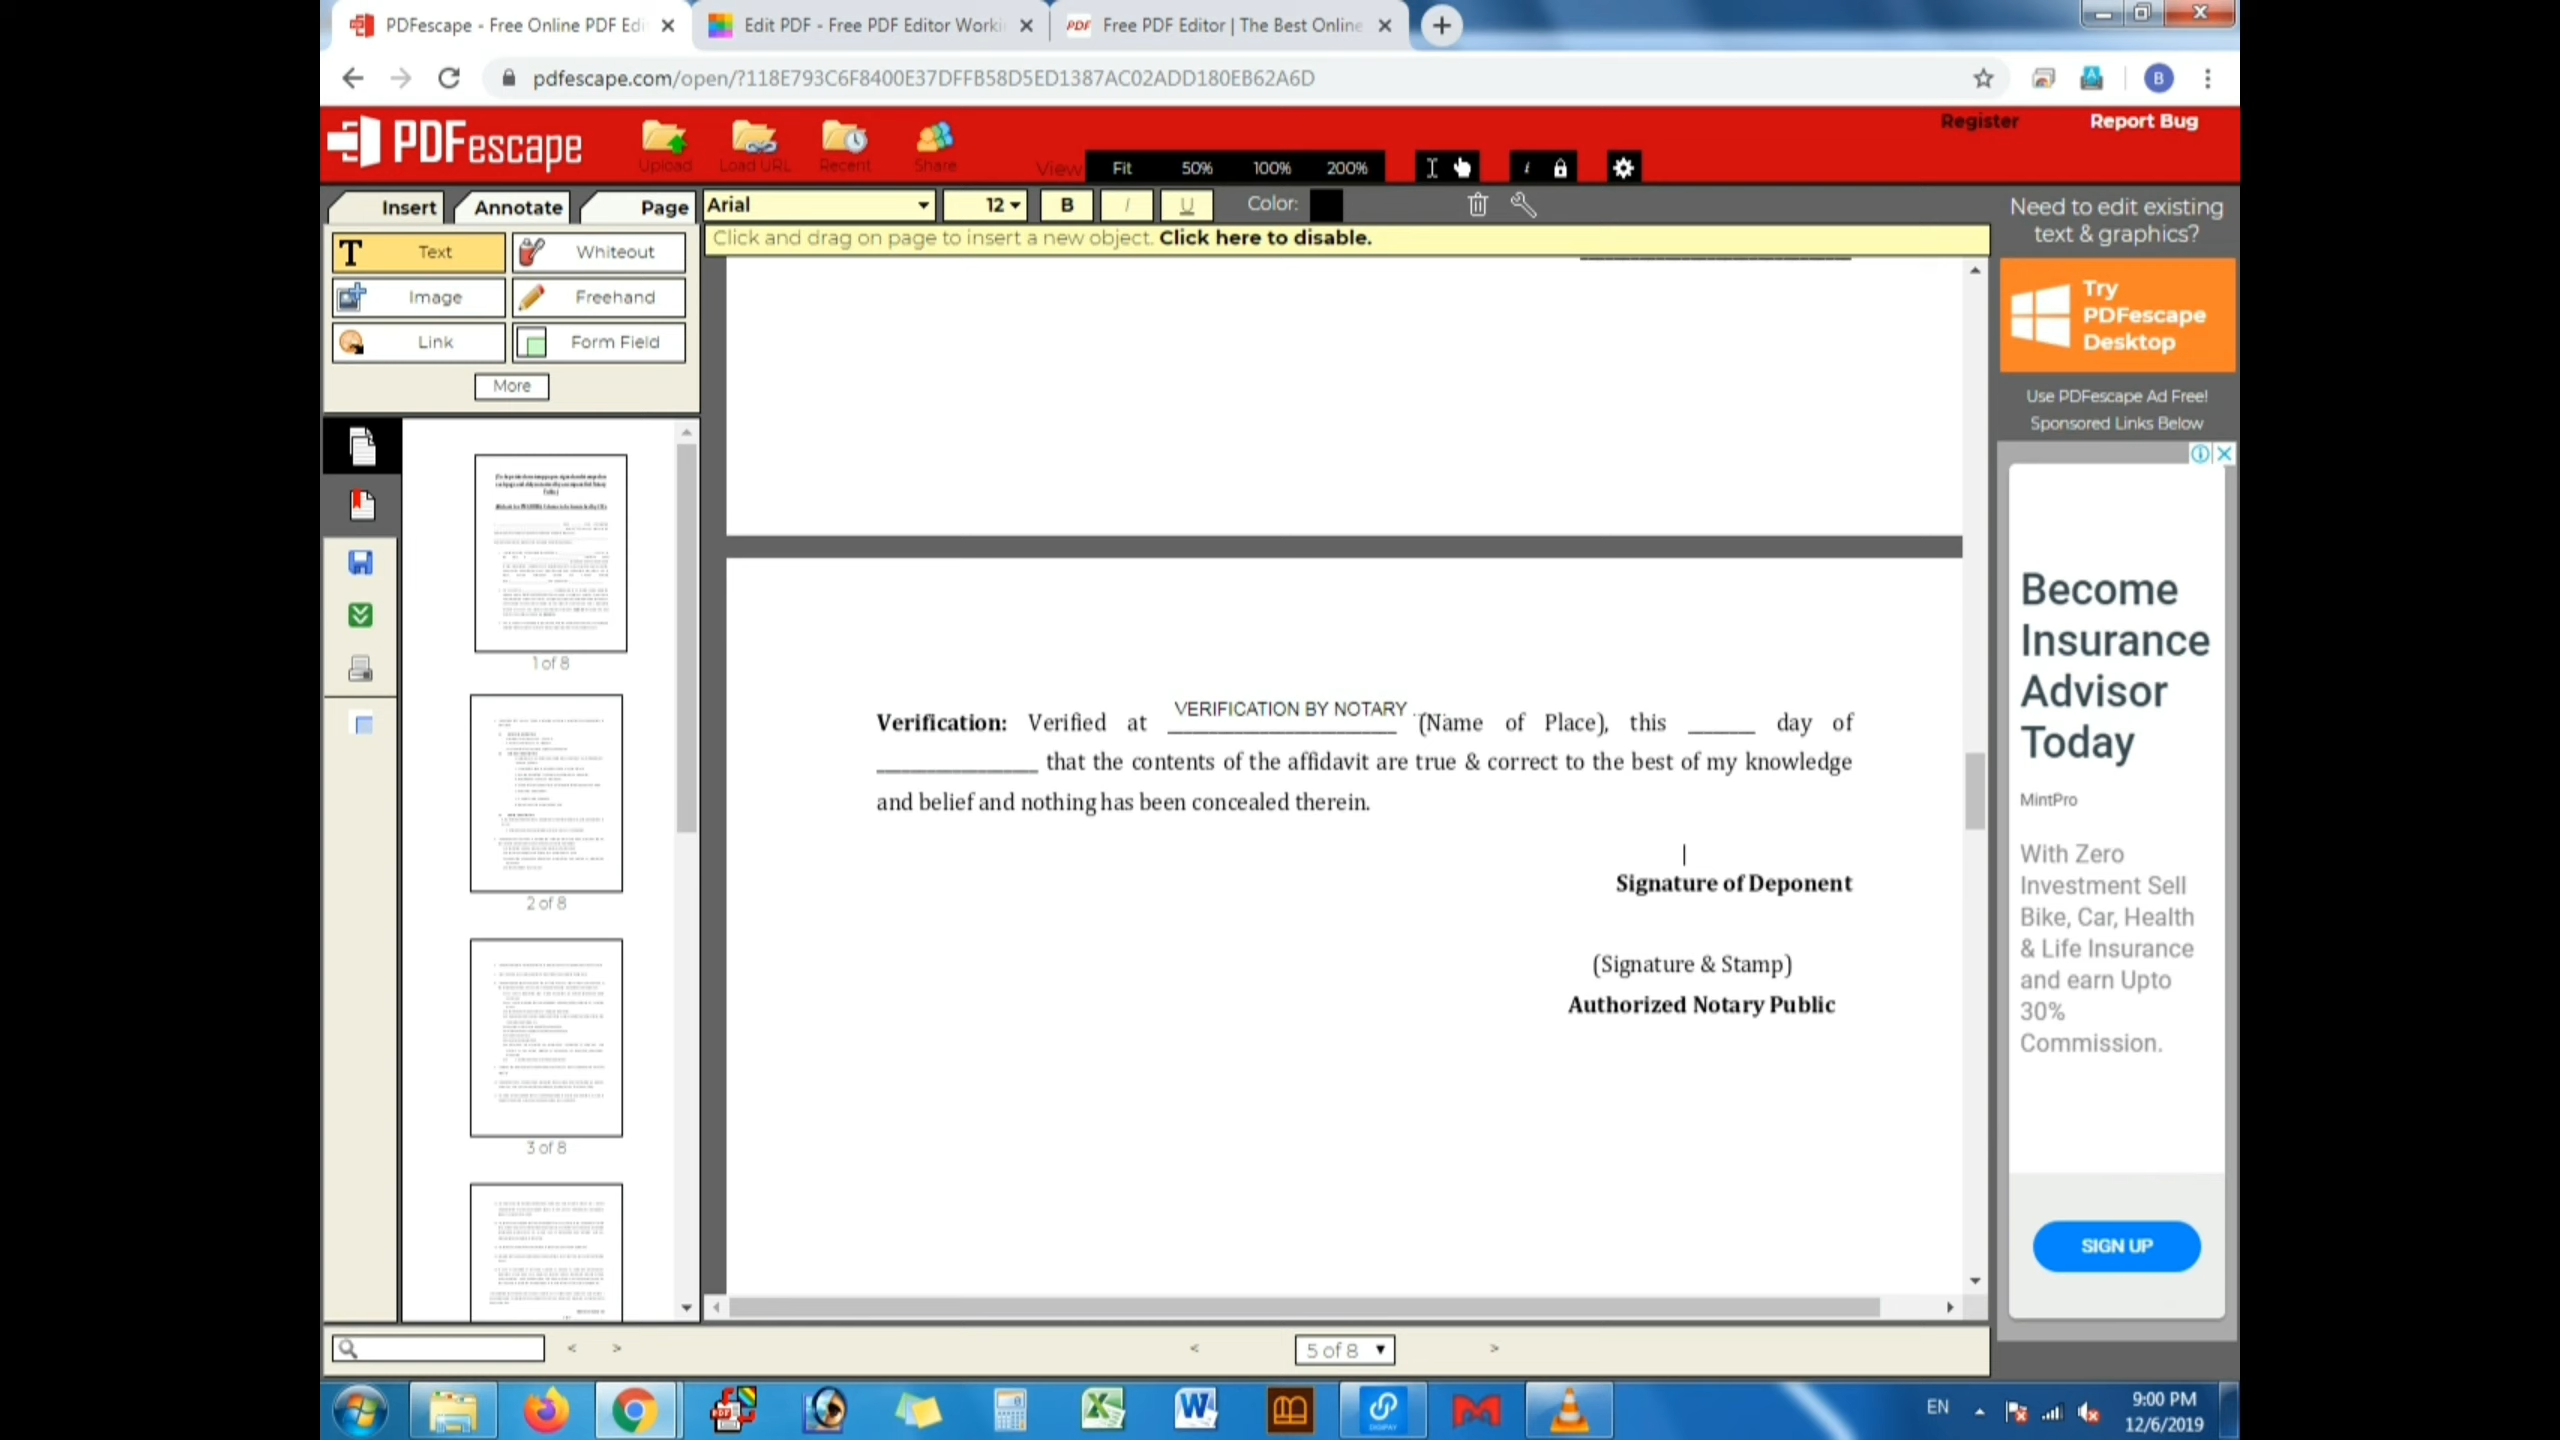 PDFescape - Free Online PDF Edi
Edit PDF - Free PDF Editor Worki
PDF Free PDF Editor | The Best Online
pdfescape.com/open/?118E793C6F8400E37DFFB58D5ED1387AC02ADD180EB62A6D
B
PDFescape
Upload
Load URL
Recent
Share
View
Fit 50% 100% 200%
Register
Report Bug
Insert
Annotate
Page
Arial
12
B I U
Color:
Click and drag on page to insert a new object. Click here to disable.
Text
Whiteout
Image
Freehand
Link
Form Field
More
1 of 8
2 of 8
3 of 8
Verification: Verified at VERIFICATION BY NOTARY (Name of Place), this ______ day of
______________ that the contents of the affidavit are true & correct to the best of my knowledge
and belief and nothing has been concealed therein.
Signature of Deponent
(Signature & Stamp)
Authorized Notary Public
Need to edit existing
text & graphics?
Try
PDFescape
Desktop
Use PDFescape Ad Free!
Sponsored Links Below
Become
Insurance
Advisor
Today
MintPro
With Zero
Investment Sell
Bike, Car, Health
& Life Insurance
and earn Upto
30%
Commission.
SIGN UP
< >
< 5 of 8 >
EN
9:00 PM
12/6/2019